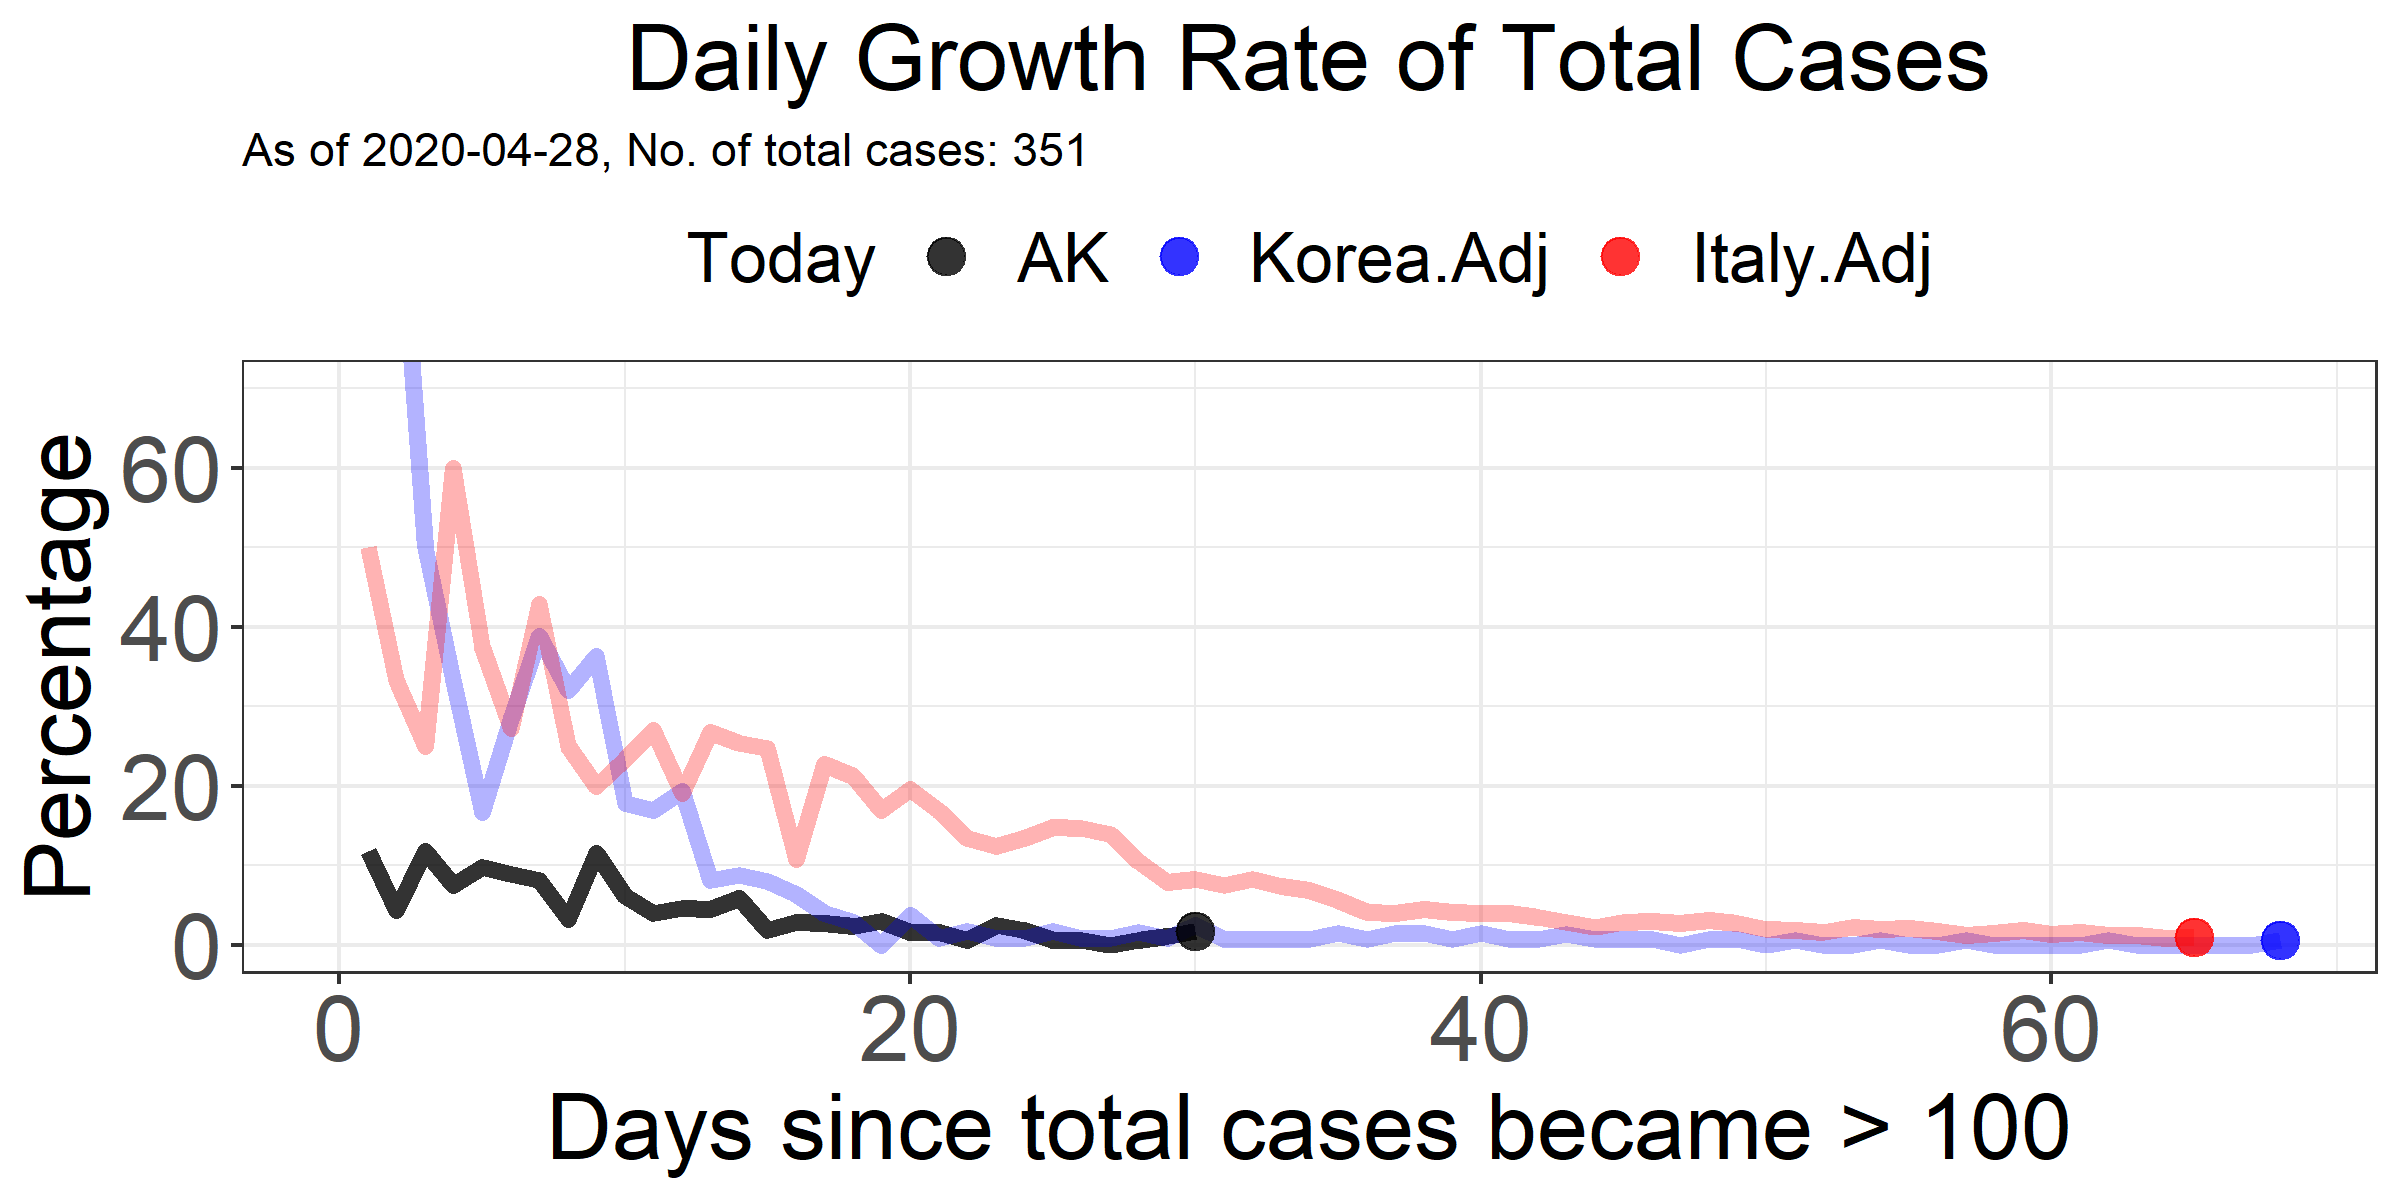 Daily Growth Rate of Total Cases
As of 2020-04-28, No. of total cases: 351
Today AK Korea.Adj Italy.Adj
Percentage
60
40
20
0
0 20 40 60
Days since total cases became > 100